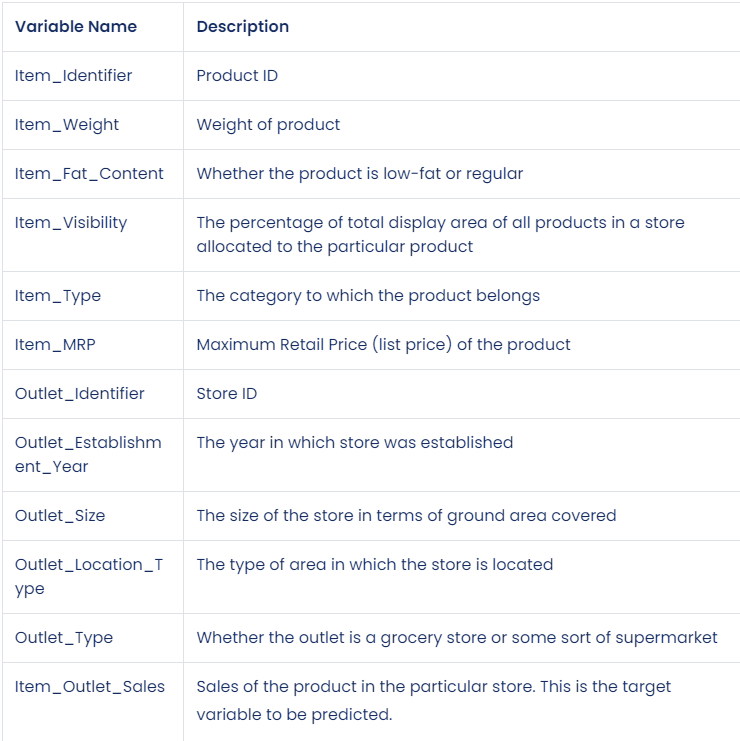 Variable Name Description
Item_Identifier Product ID
Item_Weight Weight of product
Item_Fat_Content Whether the product is low-fat or regular
Item_Visibility The percentage of total display area of all products in a store
allocated to the particular product
Item_Type The category to which the product belongs
Item_MRP Maximum Retail Price (list price) of the product
Outlet_Identifier Store ID
Outlet_Establishm The year in which store was established
ent_Year
Outlet_Size The size of the store in terms of ground area covered
Outlet_Location_T The type of area in which the store is located
ype
Outlet_Type Whether the outlet is a grocery store or some sort of supermarket
Item_Outlet_Sales Sales of the product in the particular store. This is the target
variable to be predicted.